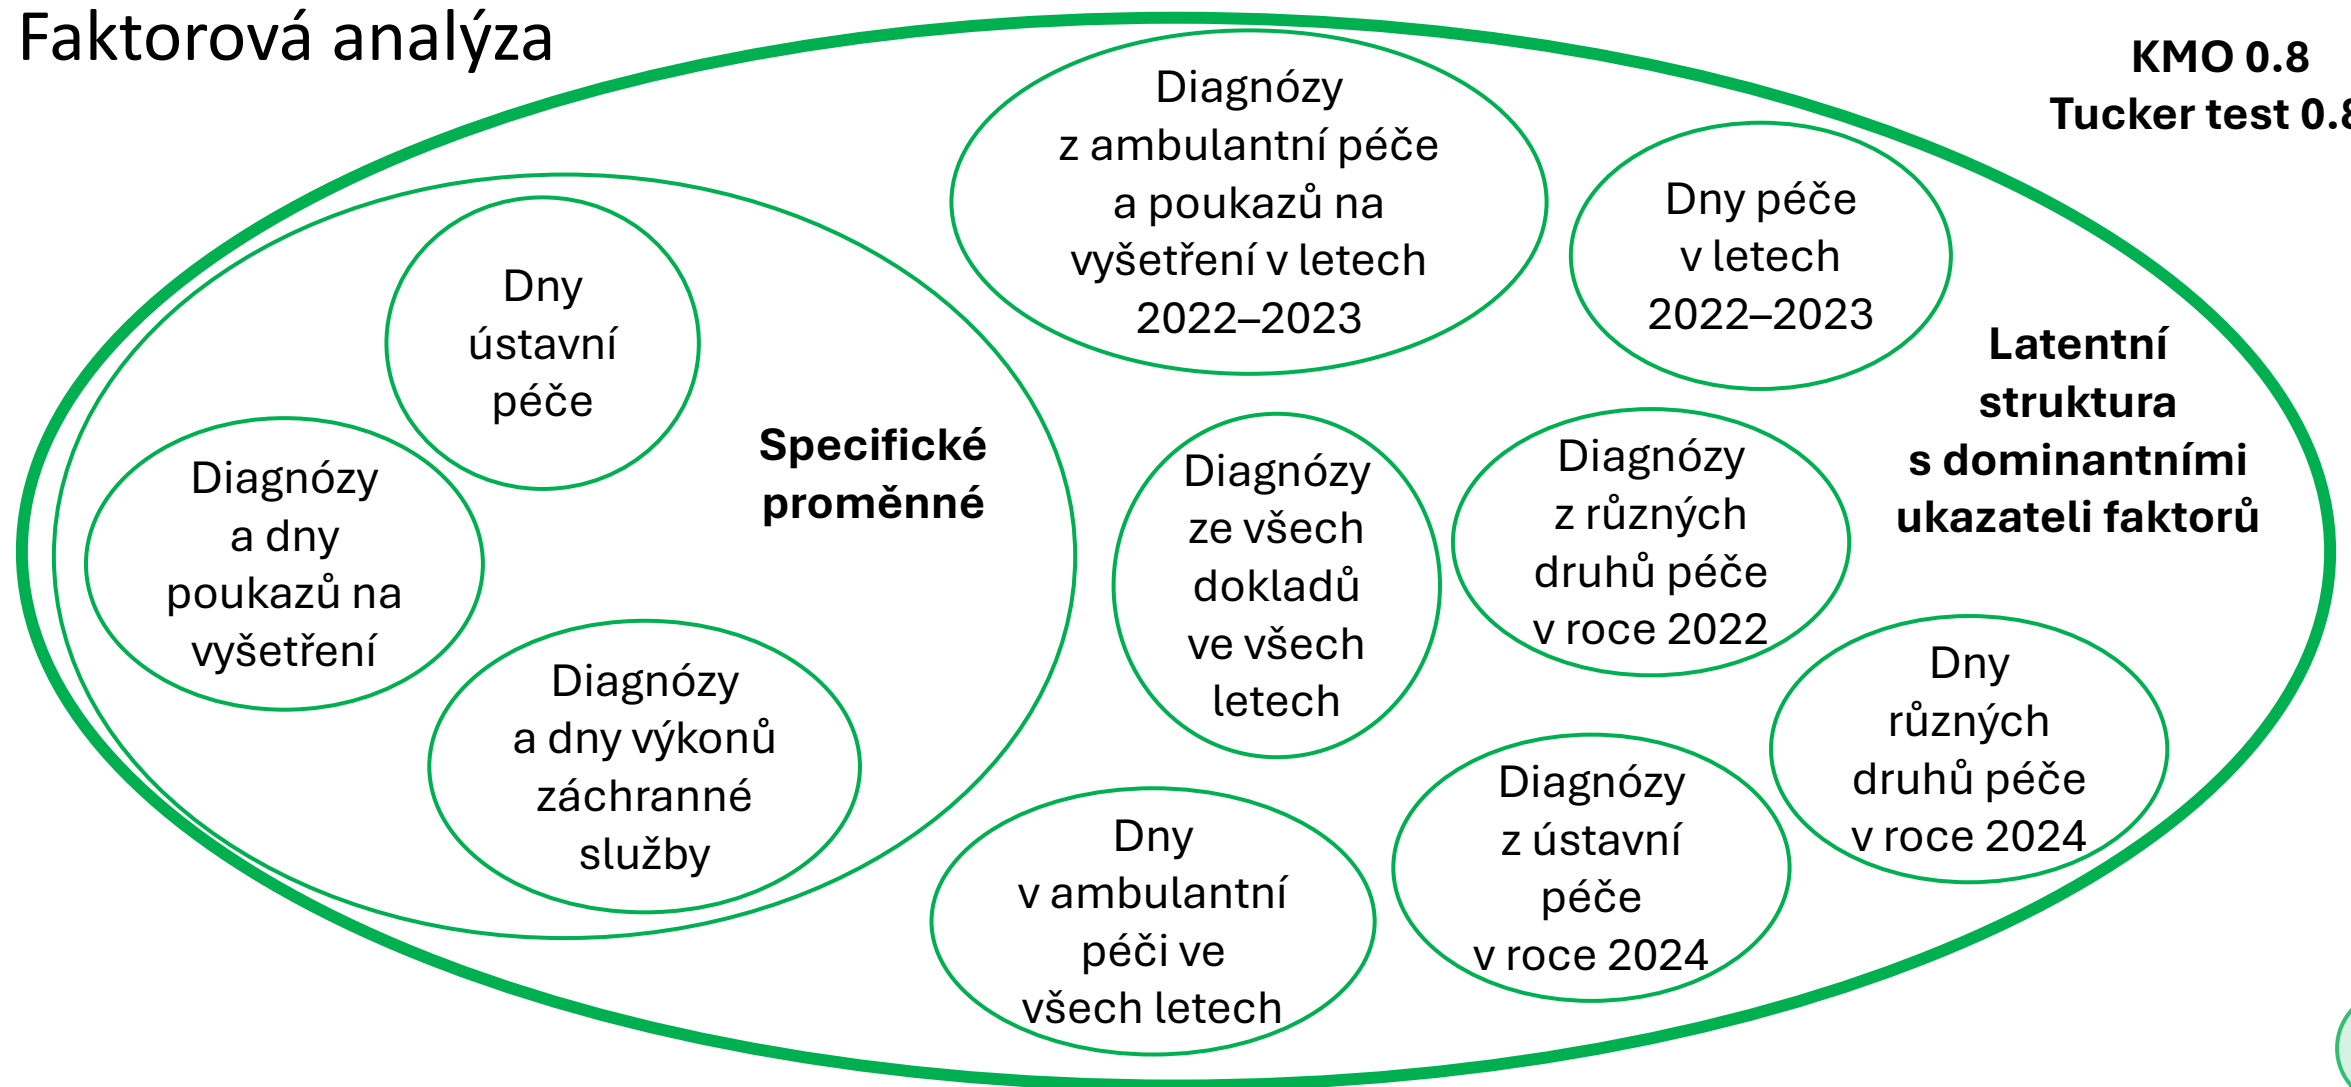 Faktorová analýza
KMO 0.8
Tucker test 0.8
Diagnózy
z ambulantní péče
a poukazů na
vyšetření v letech
2022–2023
Dny péče
v letech
2022–2023
Dny
ústavní
péče
Latentní
struktura
s dominantními
ukazateli faktorů
Specifické
proměnné
Diagnózy
a dny
poukazů na
vyšetření
Diagnózy
ze všech
dokladů
ve všech
letech
Diagnózy
z různých
druhů péče
v roce 2022
Diagnózy
a dny výkonů
záchranné
služby
Dny
různých
druhů péče
v roce 2024
Diagnózy
z ústavní
péče
v roce 2024
Dny
v ambulantní
péči ve
všech letech